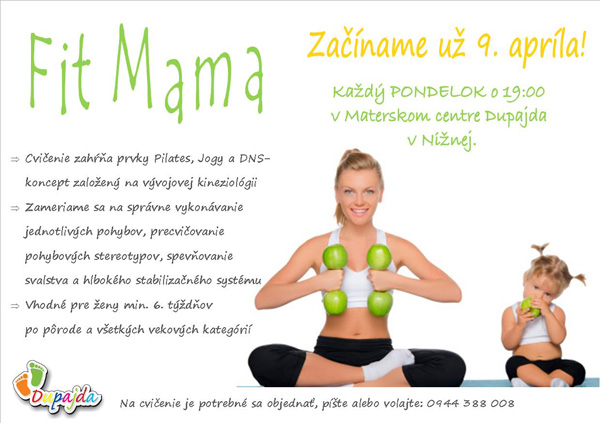 Fit Mama
Začíname už 9. apríla!
Každý PONDELOK o 19:00
v Materskom centre Dupajda
v Nižnej.
⇒ Cvičenie zahŕňa prvky Pilates, Jogy a DNS-
koncept založený na vývojovej kineziológii
⇒ Zameriame sa na správne vykonávanie
jednotlivých pohybov, precvičovanie
pohybových stereotypov, spevňovanie
svalstva a hlbokého stabilizačného systému
⇒ Vhodné pre ženy min. 6. týždňov
po pôrode a všetkých vekových kategórií
Dupajda
Na cvičenie je potrebné sa objednať, píšte alebo volajte: 0944 388 008